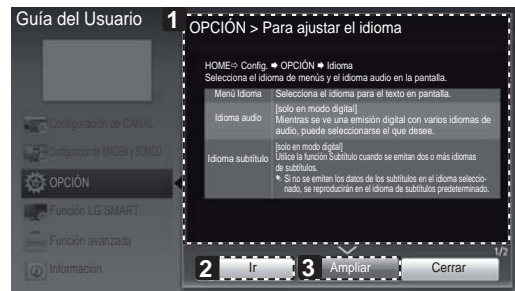 Guía del Usuario
1
OPCIÓN > Para ajustar el idioma
HOME⇨ Config. ➡ OPCIÓN ➡ Idioma
Selecciona el idioma de menús y el idioma audio en la pantalla.
Menú Idioma Selecciona el idioma para el texto en pantalla.
Idioma audio
[solo en modo digital]
Mientras se ve una emisión digital con varios idiomas de
audio, puede seleccionarse el que desee.
Idioma subtítulo
[solo en modo digital]
Utilice la función Subtítulo cuando se emitan dos o más idiomas
de subtítulos.
Si no se emiten los datos de los subtítulos en el idioma seleccio-
nado, se reproducirán en el idioma de subtítulos predeterminado.
Configuración de CANAL
Configuración de IMAGEN y SONIDO
OPCIÓN
Función LG SMART
Función avanzada
Información
1/2
2 Ir
3 Ampliar
Cerrar